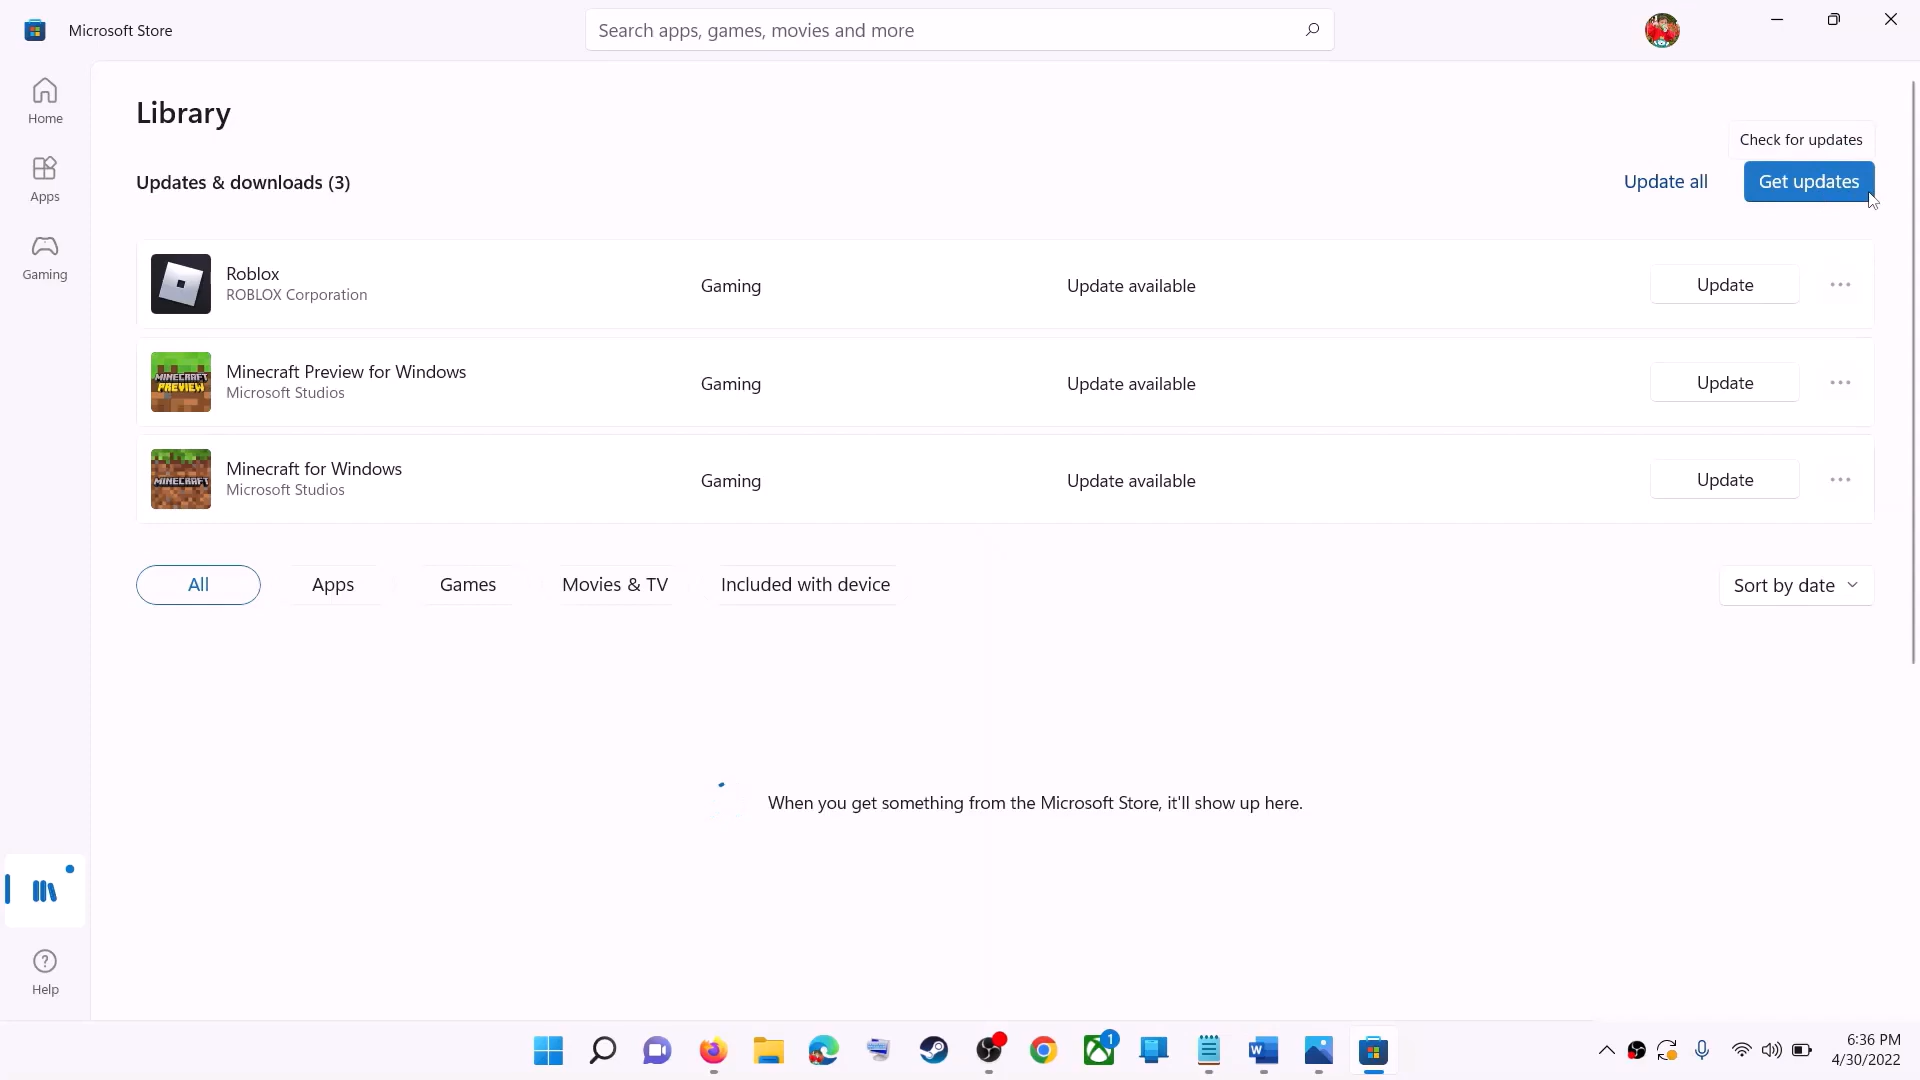 Microsoft Store
Search apps, games, movies and more
Home
Apps
Gaming
Library
Check for updates
Updates & downloads (3)
Update all
Get updates
Roblox
ROBLOX Corporation
Gaming
Update available
Update
MINECRAFT
PREVIEW
Minecraft Preview for Windows
Microsoft Studios
Gaming
Update available
Update
MINECRAFT
Minecraft for Windows
Microsoft Studios
Gaming
Update available
Update
All
Apps
Games
Movies & TV
Included with device
Sort by date
When you get something from the Microsoft Store, it'll show up here.
Help
1
W
6:36 PM
4/30/2022